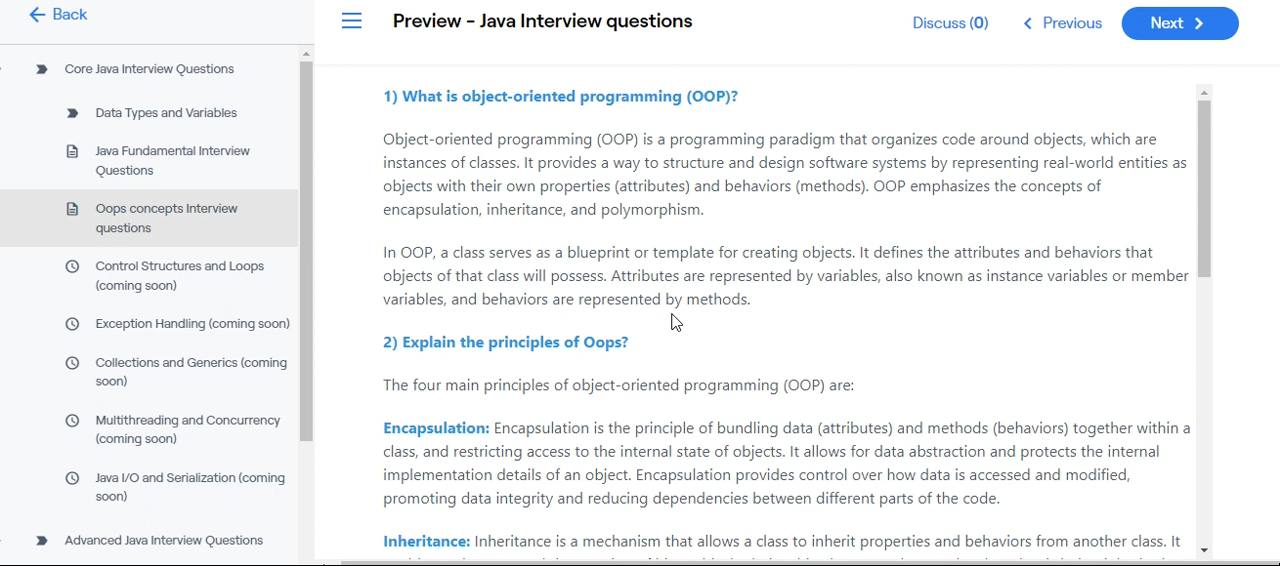 Back
Preview - Java Interview questions
Discuss (0)
Previous
Next
Core Java Interview Questions
Data Types and Variables
Java Fundamental Interview
Questions
Oops concepts Interview
questions
Control Structures and Loops
(coming soon)
Exception Handling (coming soon)
Collections and Generics (coming
soon)
Multithreading and Concurrency
(coming soon)
Java I/O and Serialization (coming
soon)
Advanced Java Interview Questions
1) What is object-oriented programming (OOP)?
Object-oriented programming (OOP) is a programming paradigm that organizes code around objects, which are
instances of classes. It provides a way to structure and design software systems by representing real-world entities as
objects with their own properties (attributes) and behaviors (methods). OOP emphasizes the concepts of
encapsulation, inheritance, and polymorphism.
In OOP, a class serves as a blueprint or template for creating objects. It defines the attributes and behaviors that
objects of that class will possess. Attributes are represented by variables, also known as instance variables or member
variables, and behaviors are represented by methods.
2) Explain the principles of Oops?
The four main principles of object-oriented programming (OOP) are:
Encapsulation: Encapsulation is the principle of bundling data (attributes) and methods (behaviors) together within a
class, and restricting access to the internal state of objects. It allows for data abstraction and protects the internal
implementation details of an object. Encapsulation provides control over how data is accessed and modified,
promoting data integrity and reducing dependencies between different parts of the code.
Inheritance: Inheritance is a mechanism that allows a class to inherit properties and behaviors from another class. It